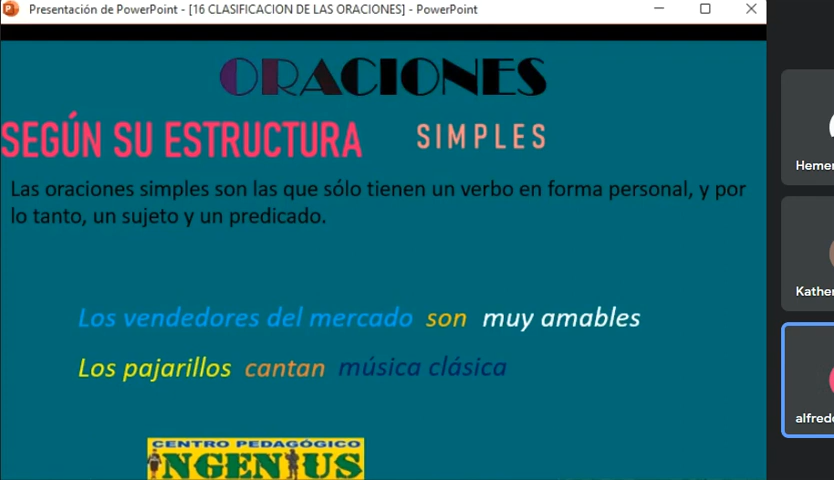 Presentación de PowerPoint - [16 CLASIFICACION DE LAS ORACIONES] - PowerPoint
ORACIONES
SEGÚN SU ESTRUCTURA SIMPLES
Las oraciones simples son las que sólo tienen un verbo en forma personal, y por
lo tanto, un sujeto y un predicado.
Los vendedores del mercado son muy amables
Los pajarillos cantan música clásica
CENTRO PEDAGÓGICO
INGENIUS
Hemer
Kather
alfredo